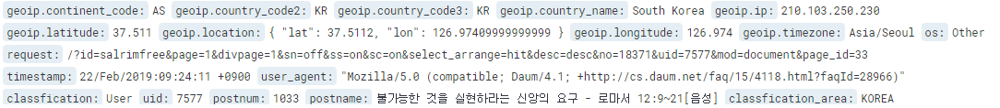 geoip.continent_code: AS geoip.country_code2: KR geoip.country_code3: KR geoip.country_name: South Korea geoip.ip: 210.103.250.230
geoip.latitude: 37.511 geoip.location: { "lat": 37.5112, "lon": 126.97409999999999 } geoip.longitude: 126.974 geoip.timezone: Asia/Seoul os: Other
request: /?id=salrimfree&page=1&divpage=1&sn=off&ss=on&sc=on&select_arrange=hit&desc=desc&no=18371&uid=7577&mod=document&page_id=33
timestamp: 22/Feb/2019:09:24:11 +0900 user_agent: "Mozilla/5.0 (compatible; Daum/4.1; +http://cs.daum.net/faq/15/4118.html?faqId=28966)"
classfication: User uid: 7577 postnum: 1033 postname: 불가능한 것을 실현하라는 신앙의 요구 - 로마서 12:9~21[음성] classfication_area: KOREA